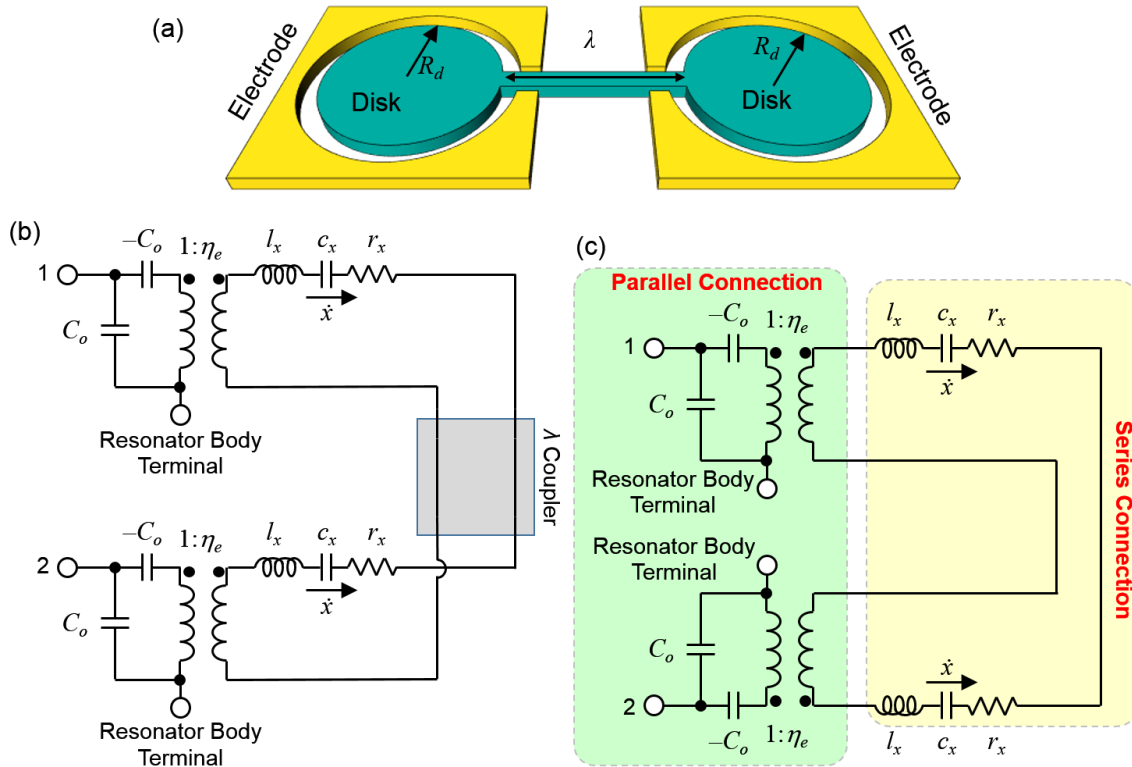 (a)
Electrode
Disk
R_d
λ
Disk
R_d
Electrode
(b)
–C_o
1:η_e
l_x
c_x
r_x
1
C_o
ẋ
Resonator Body
Terminal
λ Coupler
–C_o
1:η_e
l_x
c_x
r_x
2
C_o
ẋ
Resonator Body
Terminal
(c)
Parallel Connection
–C_o
1:η_e
l_x
c_x
r_x
1
C_o
ẋ
Resonator Body
Terminal
Resonator Body
Terminal
C_o
2
–C_o
1:η_e
ẋ
l_x
c_x
r_x
Series Connection